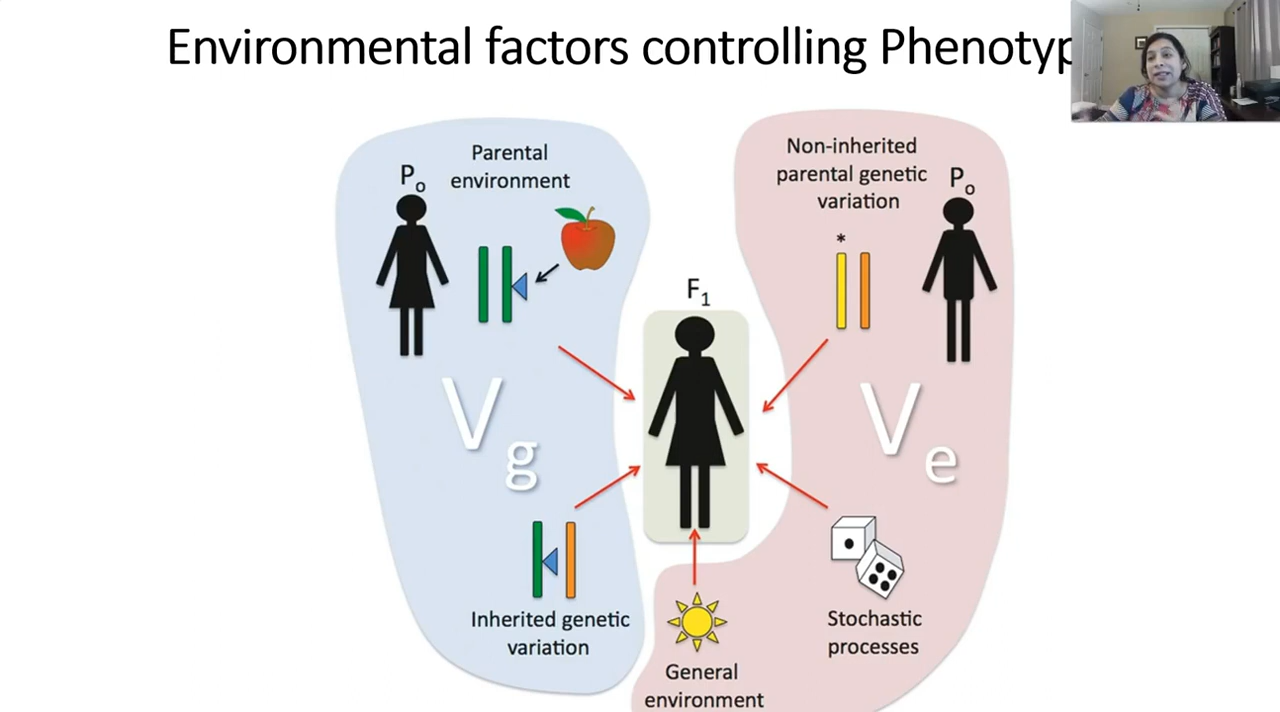 Environmental factors controlling Phenotyp
Parental
environment
Po
Non-inherited
parental genetic
variation
Po
*
F1
Vg
Ve
Inherited genetic
variation
General
environment
Stochastic
processes